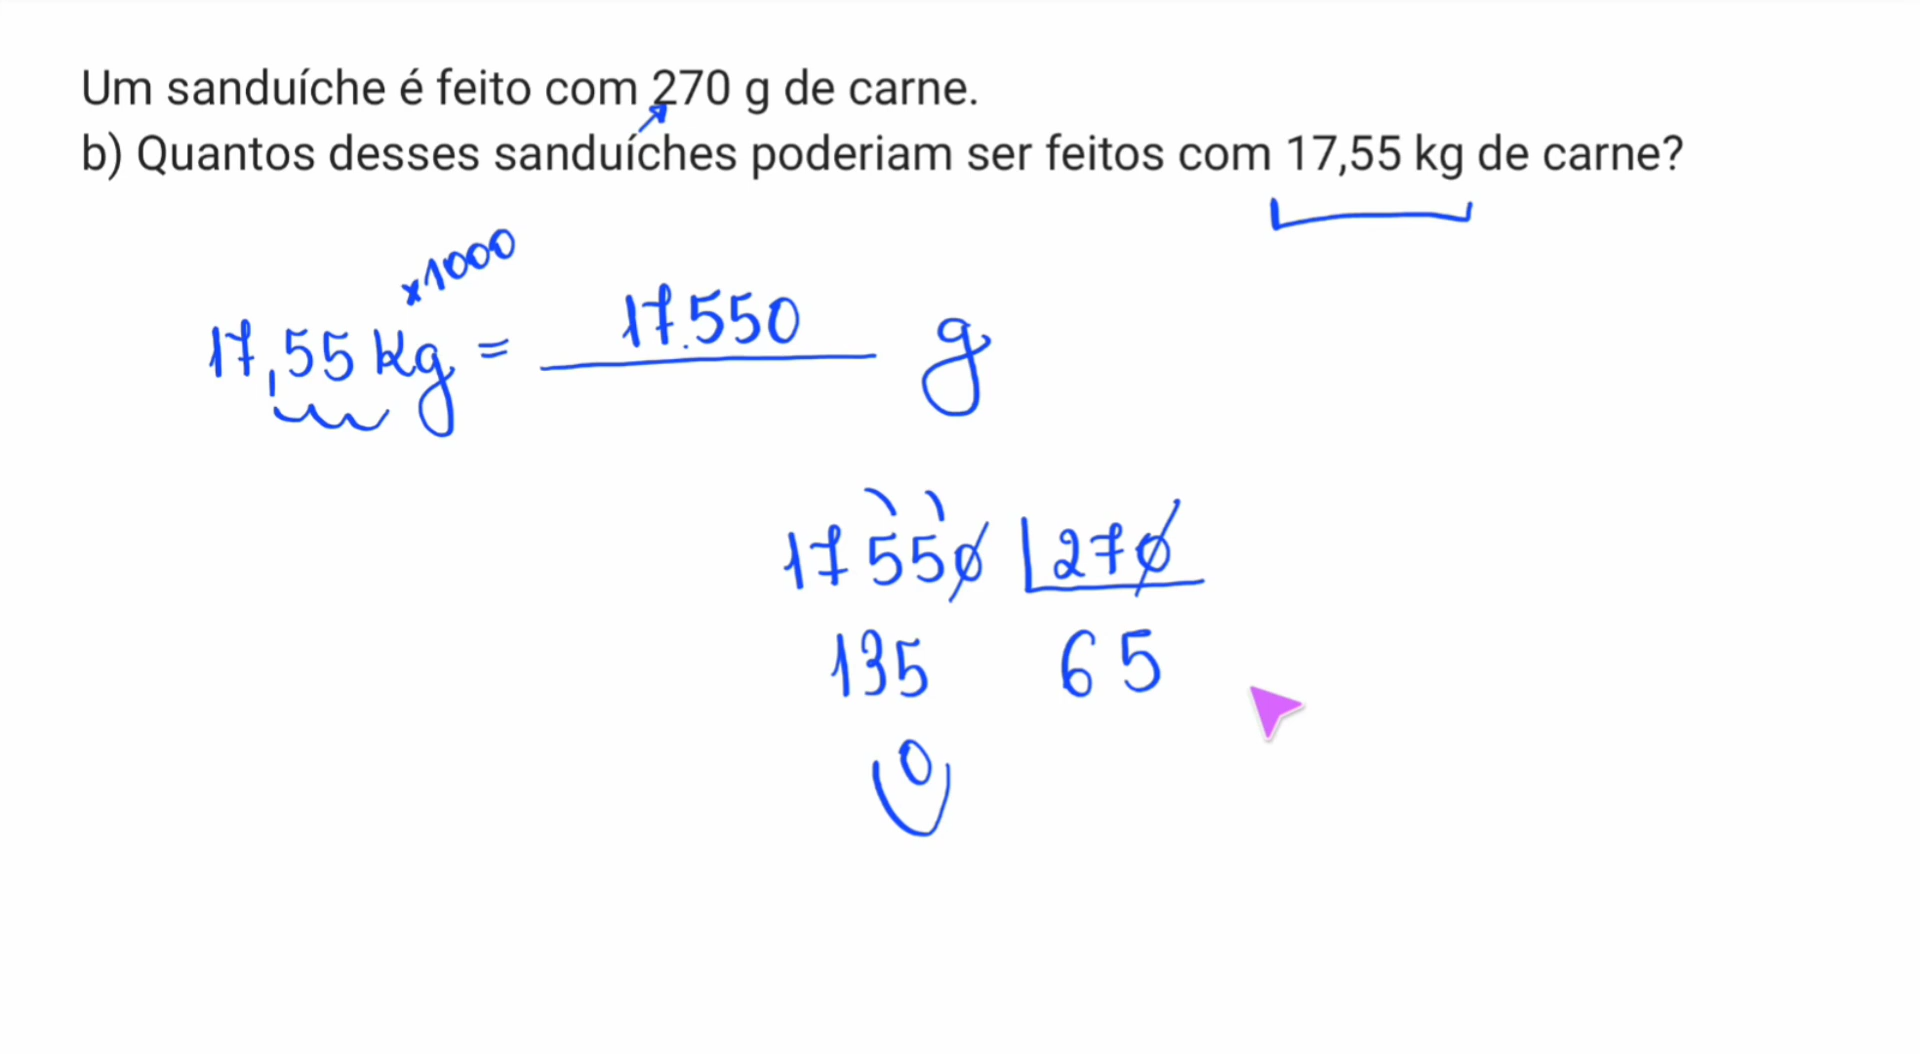 Um sanduíche é feito com 270 g de carne.
b) Quantos desses sanduíches poderiam ser feitos com 17,55 kg de carne?
x1000
17,55 kg = 17.550 g
17550 270
135 65
0